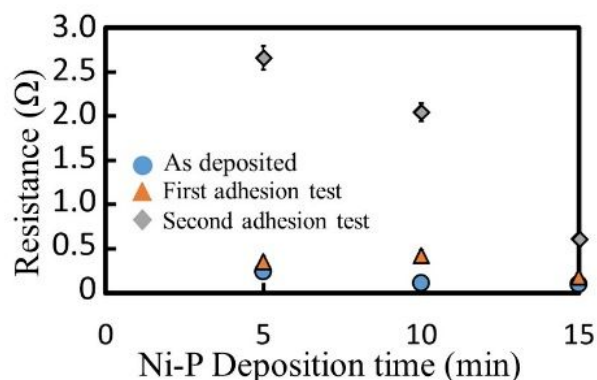 3.0
2.5
2.0
1.5
1.0
0.5
0
Resistance (Ω)
As deposited
First adhesion test
Second adhesion test
0 5 10 15
Ni-P Deposition time (min)